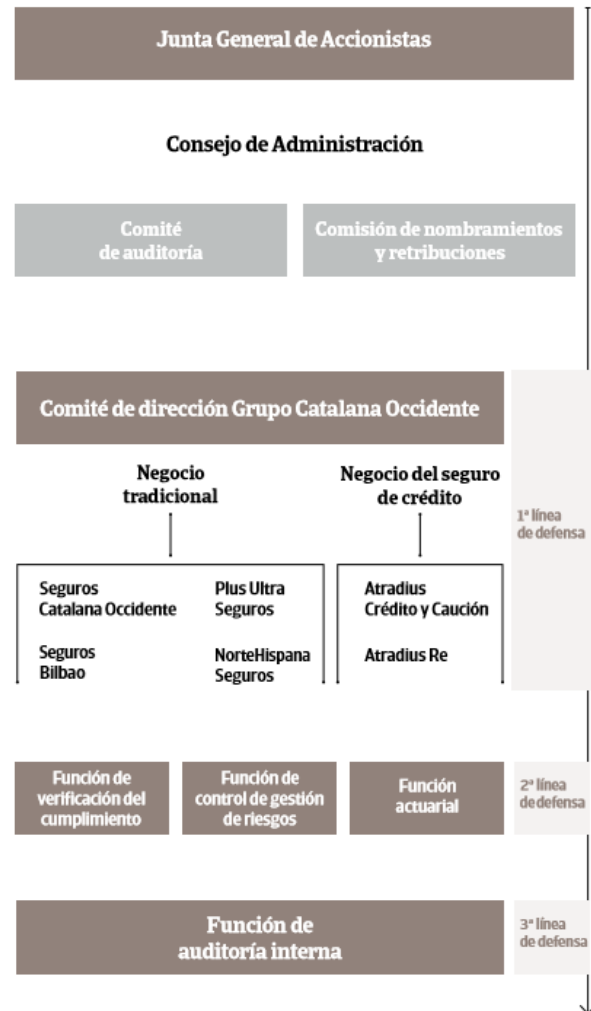 Junta General de Accionistas
Consejo de Administración
Comité
de auditoría
Comisión de nombramientos
y retribuciones
Comité de dirección Grupo Catalana Occidente
Negocio
tradicional
Negocio del seguro
de crédito
1ª línea
de defensa
Seguros
Catalana Occidente
Plus Ultra
Seguros
Atradius
Crédito y Caución
Seguros
Bilbao
NorteHispana
Seguros
Atradius Re
Función de
verificación del
cumplimiento
Función de
control de gestión
de riesgos
Función
actuarial
2ª línea
de defensa
Función de
auditoría interna
3ª línea
de defensa